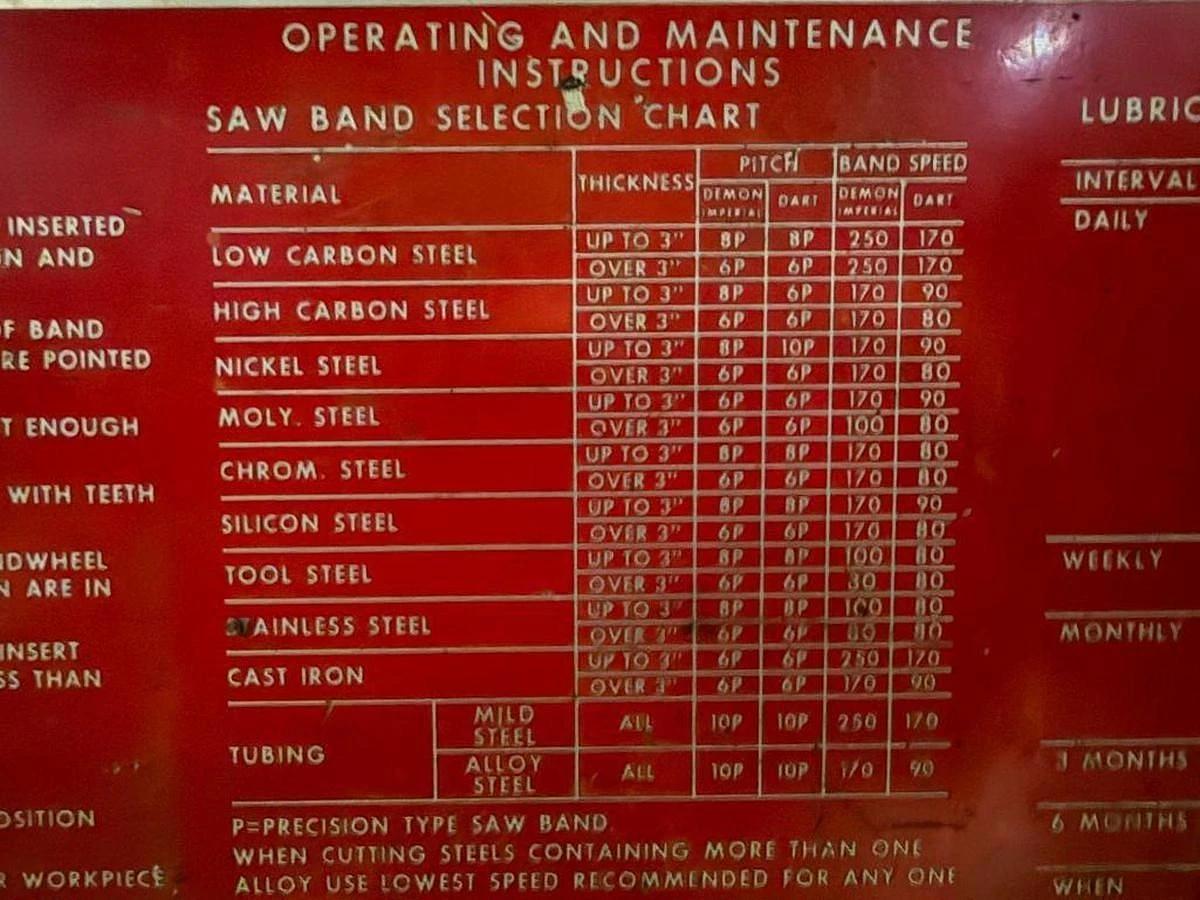 OPERATING AND MAINTENANCE
INSTRUCTIONS
INSERTED
AND
OF BAND
POINTED
ENOUGH
WITH TEETH
ARE IN
INSERT
THAN
WORKPIECE
SAW BAND SELECTION CHART
MATERIAL THICKNESS PITCH BAND SPEED
DEMON IMPERIAL DART DEMON IMPERIAL DART
LOW CARBON STEEL UP TO 3" 8P 8P 250 170
OVER 3" 6P 6P 250 170
HIGH CARBON STEEL UP TO 3" 8P 6P 170 90
OVER 3" 6P 6P 170 80
NICKEL STEEL UP TO 3" 8P 10P 170 90
OVER 3" 6P 6P 170 80
MOLY. STEEL UP TO 3" 6P 6P 170 90
OVER 3" 6P 6P 100 80
CHROM. STEEL UP TO 3" 8P 8P 170 80
OVER 3" 6P 6P 170 80
SILICON STEEL UP TO 3" 8P 8P 170 90
OVER 3" 6P 6P 170 80
TOOL STEEL UP TO 3" 8P 8P 100 80
OVER 3" 6P 6P 80 80
STAINLESS STEEL UP TO 3" 8P 8P 100 80
OVER 3" 6P 6P 80 80
CAST IRON UP TO 3" 6P 6P 250 170
OVER 3" 6P 6P 170 90
TUBING MILD STEEL ALL 10P 10P 250 170
ALLOY STEEL ALL 10P 10P 170 90
P=PRECISION TYPE SAW BAND
WHEN CUTTING STEELS CONTAINING MORE THAN ONE
ALLOY USE LOWEST SPEED RECOMMENDED FOR ANY ONE
LUBRIC
INTERVAL
DAILY
WEEKLY
MONTHLY
3 MONTHS
6 MONTHS
WHEN